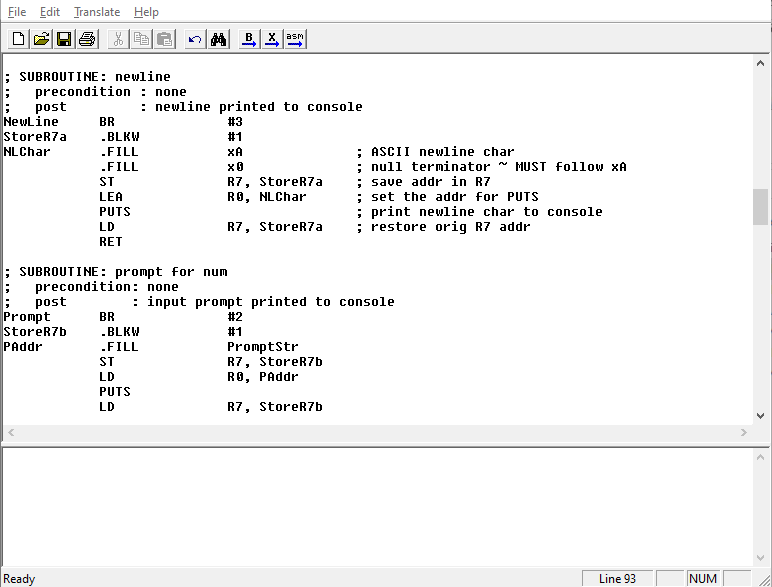 File Edit Translate Help
B X asm
; SUBROUTINE: newline
;   precondition : none
;   post         : newline printed to console
NewLine     BR              #3
StoreR7a    .BLKW           #1
NLChar      .FILL           xA              ; ASCII newline char
            .FILL           x0              ; null terminator ~ MUST follow xA
            ST              R7, StoreR7a    ; save addr in R7
            LEA             R0, NLChar      ; set the addr for PUTS
            PUTS                            ; print newline char to console
            LD              R7, StoreR7a    ; restore orig R7 addr
            RET
; SUBROUTINE: prompt for num
;   precondition: none
;   post        : input prompt printed to console
Prompt      BR              #2
StoreR7b    .BLKW           #1
PAddr       .FILL           PromptStr
            ST              R7, StoreR7b
            LD              R0, PAddr
            PUTS
            LD              R7, StoreR7b
Ready Line 93 NUM